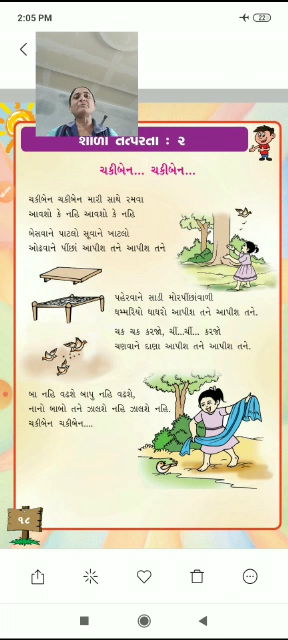 2:05 PM
22
શાળા તત્પરતા : ૨
ચકીબેન... ચકીબેન...
ચકીબેન ચકીબેન મારી સાથે રમવા
આવશો કે નહિ આવશો કે નહિ
બેસવાને પાટલો સૂવાને ખાટલો
ઓઢવાને પીંછાં આપીશ તને આપીશ તને
પહેરવાને સાડી મોરપીંછાંવાળી
ઘમ્મરિયો ઘાઘરો આપીશ તને આપીશ તને.
ચક ચક કરજો, ચીં...ચીં... કરજો
ચણવાને દાણા આપીશ તને આપીશ તને.
બા નહિ વઢશે બાપુ નહિ વઢશે,
નાનો બાબો તને ઝાલશે નહિ ઝાલશે નહિ.
ચકીબેન ચકીબેન....
૧૮